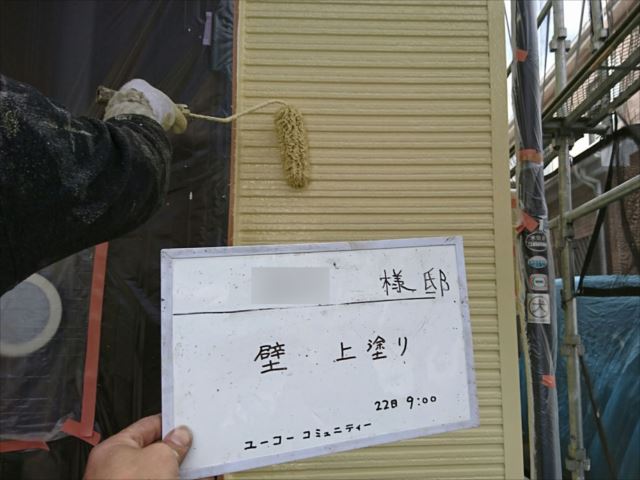 様邸
壁 上塗り
22日 9:00
ユーコーコミュニティー